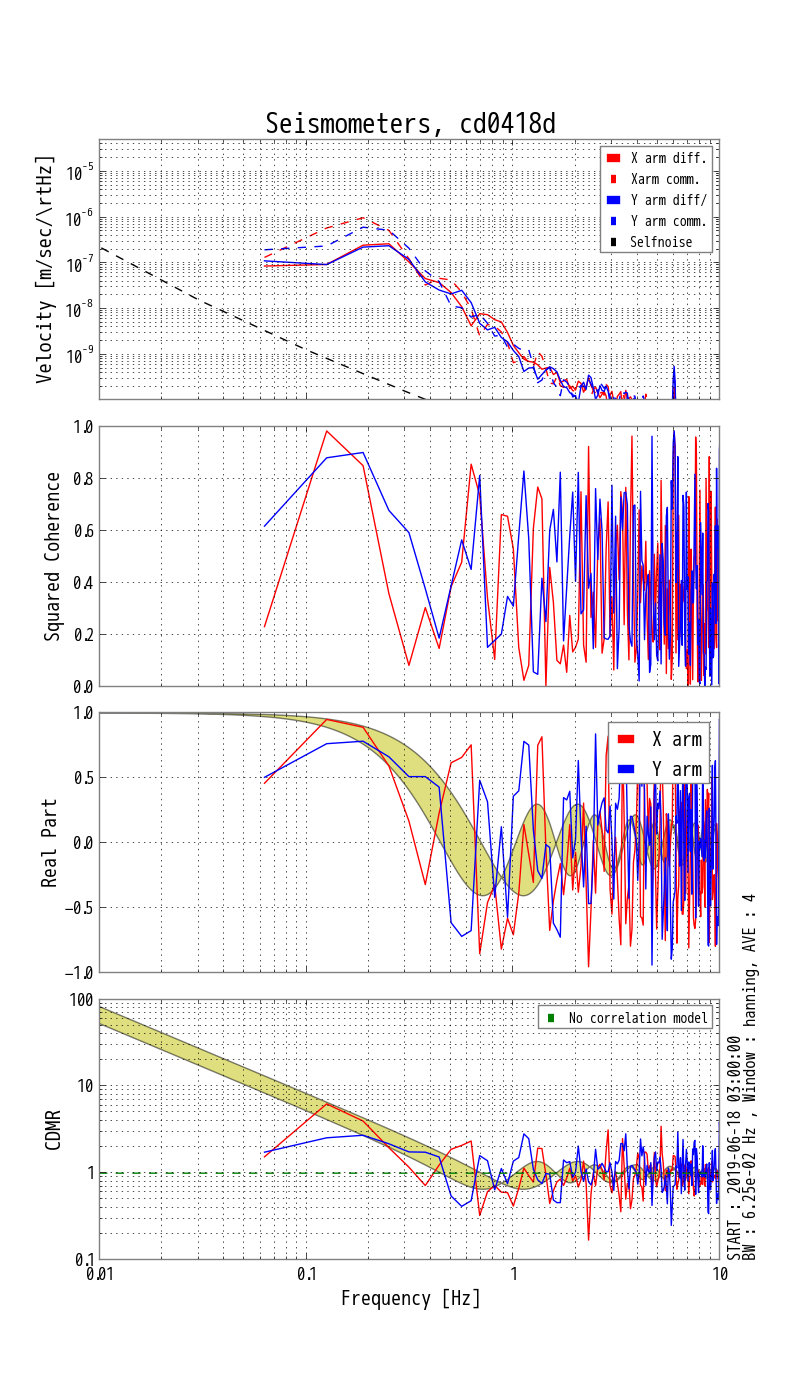 Seismometers, cd0418d
Velocity [m/sec/\rtHz]
10^-5
10^-6
10^-7
10^-8
10^-9
X arm diff.
Xarm comm.
Y arm diff/
Y arm comm.
Selfnoise
Squared Coherence
1.0
0.8
0.6
0.4
0.2
0.0
Real Part
1.0
0.5
0.0
−0.5
−1.0
X arm
Y arm
CDMR
100
10
1
0.1
No correlation model
0.01
0.1
1
10
Frequency [Hz]
START : 2019-06-18 03:00:00
BW : 6.25e-02 Hz , Window : hanning, AVE : 4